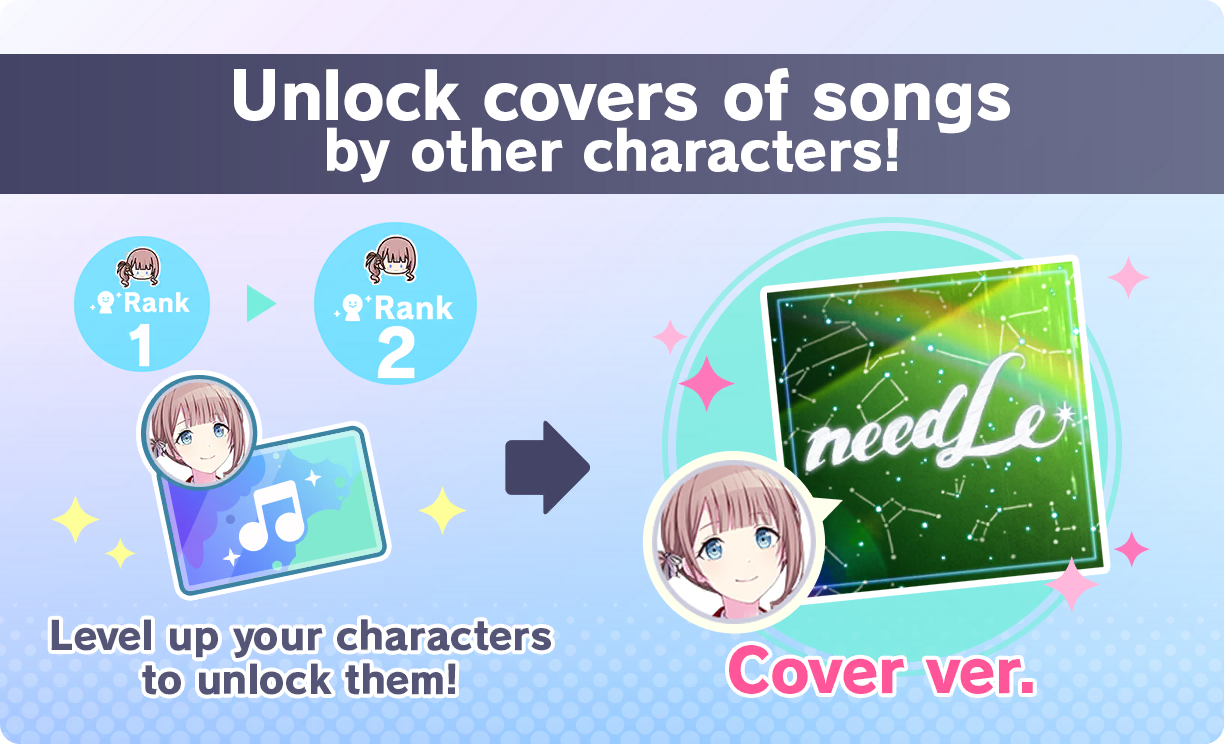 Unlock covers of songs
by other characters!
Rank
1
Rank
2
needLe
Level up your characters
to unlock them!
Cover ver.